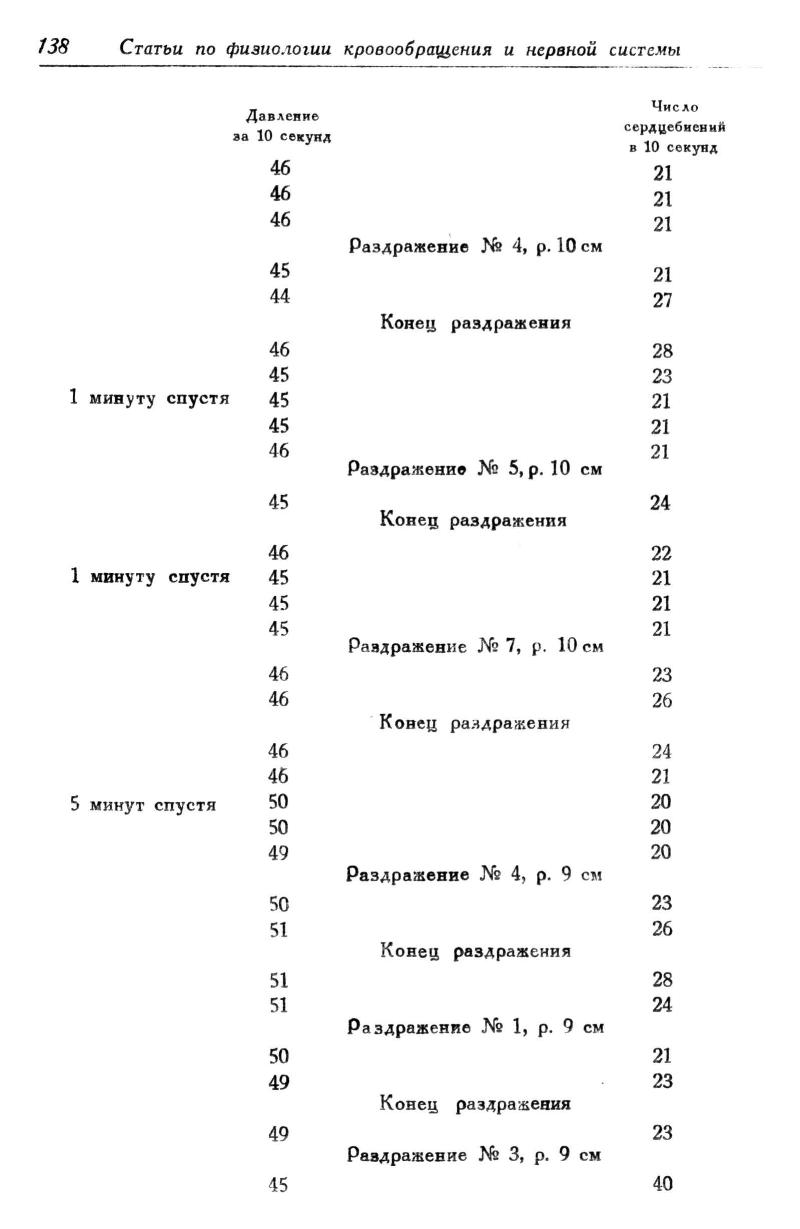 138 Статьи по физиологии кровообращения и нервной системы
Давление
за 10 секунд
Число
сердцебиений
в 10 секунд
46 21
46 21
46 21
Раздражение № 4, р. 10 см
45 21
44 27
Конец раздражения
46 28
45 23
1 минуту спустя 45 21
45 21
46 21
Раздражение № 5, р. 10 см
45 24
Конец раздражения
46 22
1 минуту спустя 45 21
45 21
45 21
Раздражение № 7, р. 10 см
46 23
46 26
Конец раздражения
46 24
46 21
5 минут спустя 50 20
50 20
49 20
Раздражение № 4, р. 9 см
50 23
51 26
Конец раздражения
51 28
51 24
Раздражение № 1, р. 9 см
50 21
49 23
Конец раздражения
49 23
Раздражение № 3, р. 9 см
45 40